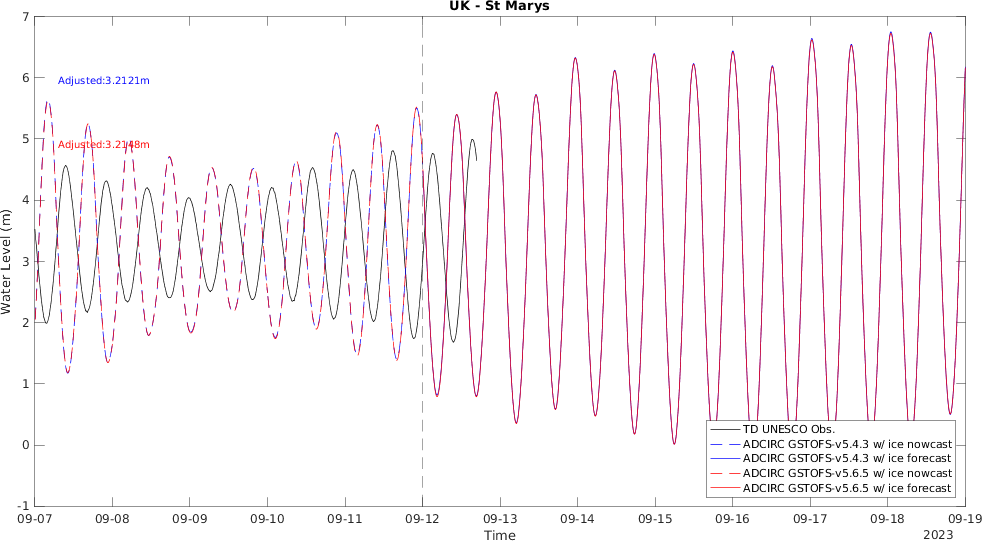 UK - St Marys
7
6
5
4
3
2
1
0
-1
Water Level (m)
Adjusted:3.2121m
Adjusted:3.2148m
TD UNESCO Obs.
ADCIRC GSTOFS-v5.4.3 w/ ice nowcast
ADCIRC GSTOFS-v5.4.3 w/ ice forecast
ADCIRC GSTOFS-v5.6.5 w/ ice nowcast
ADCIRC GSTOFS-v5.6.5 w/ ice forecast
09-07 09-08 09-09 09-10 09-11 09-12 09-13 09-14 09-15 09-16 09-17 09-18 09-19
Time
2023